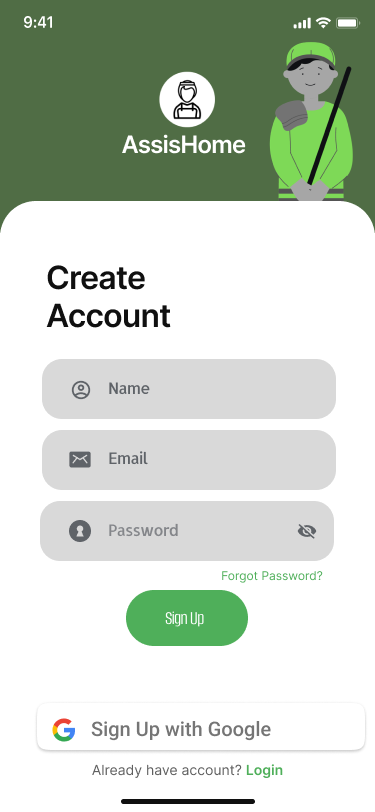 9:41
AssisHome
Create
Account
Name
Email
Password
Forgot Password?
Sign Up
Sign Up with Google
Already have account? Login